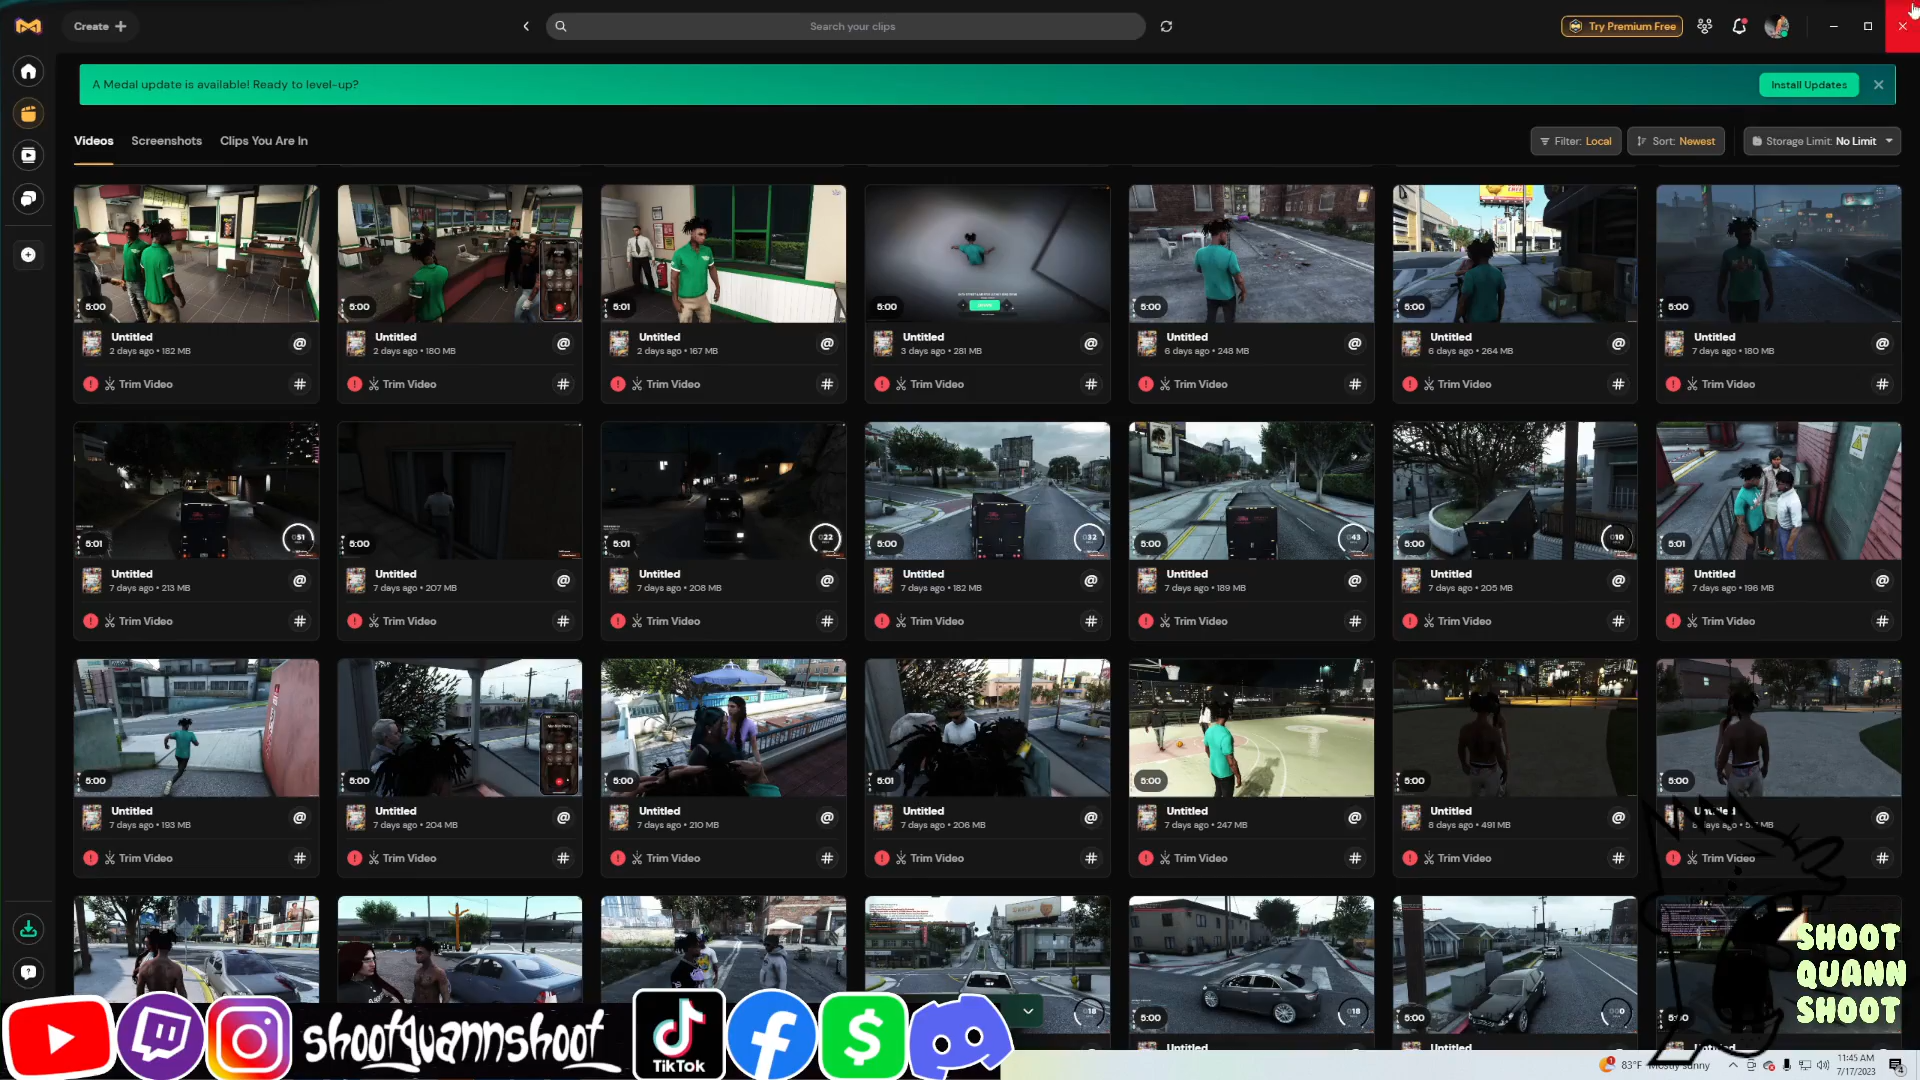 Create +
Search your clips
Try Premium Free
A Medal update is available! Ready to level-up?
Install Updates
Videos
Screenshots
Clips You Are In
Filter: Local
Sort: Newest
Storage Limit: No Limit
5:00
5:00
5:01
5:00
5:00
5:00
5:00
Untitled
Untitled
Untitled
Untitled
Untitled
Untitled
Untitled
2 days ago • 182 MB
2 days ago • 180 MB
2 days ago • 167 MB
3 days ago • 281 MB
6 days ago • 248 MB
6 days ago • 264 MB
7 days ago • 180 MB
Trim Video
Trim Video
Trim Video
Trim Video
Trim Video
Trim Video
Trim Video
5:01
5:00
5:01
5:00
5:00
5:00
5:01
Untitled
Untitled
Untitled
Untitled
Untitled
Untitled
Untitled
7 days ago • 213 MB
7 days ago • 207 MB
7 days ago • 208 MB
7 days ago • 182 MB
7 days ago • 189 MB
7 days ago • 205 MB
7 days ago • 196 MB
Trim Video
Trim Video
Trim Video
Trim Video
Trim Video
Trim Video
Trim Video
5:00
5:00
5:00
5:01
5:00
5:00
5:00
Untitled
Untitled
Untitled
Untitled
Untitled
Untitled
Untitled
7 days ago • 193 MB
7 days ago • 204 MB
7 days ago • 210 MB
7 days ago • 206 MB
7 days ago • 247 MB
8 days ago • 491 MB
Trim Video
Trim Video
Trim Video
Trim Video
Trim Video
Trim Video
Trim Video
5:00
5:00
Untitled
Untitled
Untitled
SHOOT
QUANN
SHOOT
shootquannshoot
TikTok
83°F Mostly sunny
11:45 AM
7/17/2023